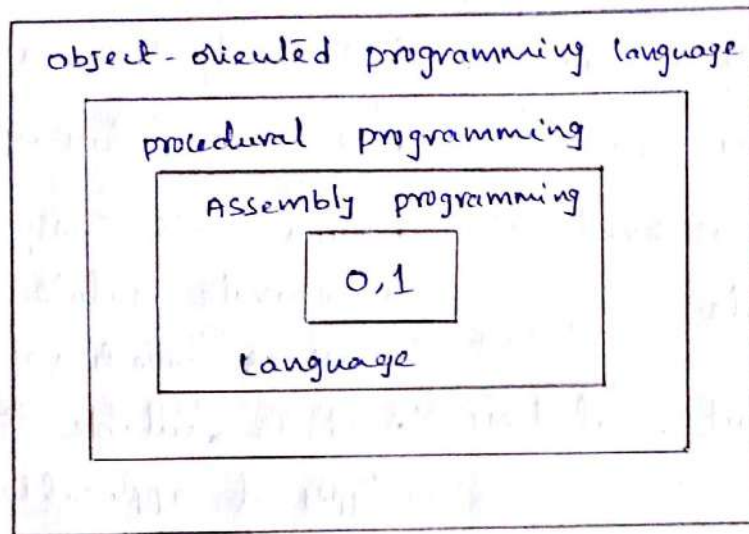 object-oriented programming language
procedural programming
Assembly programming
0,1
language